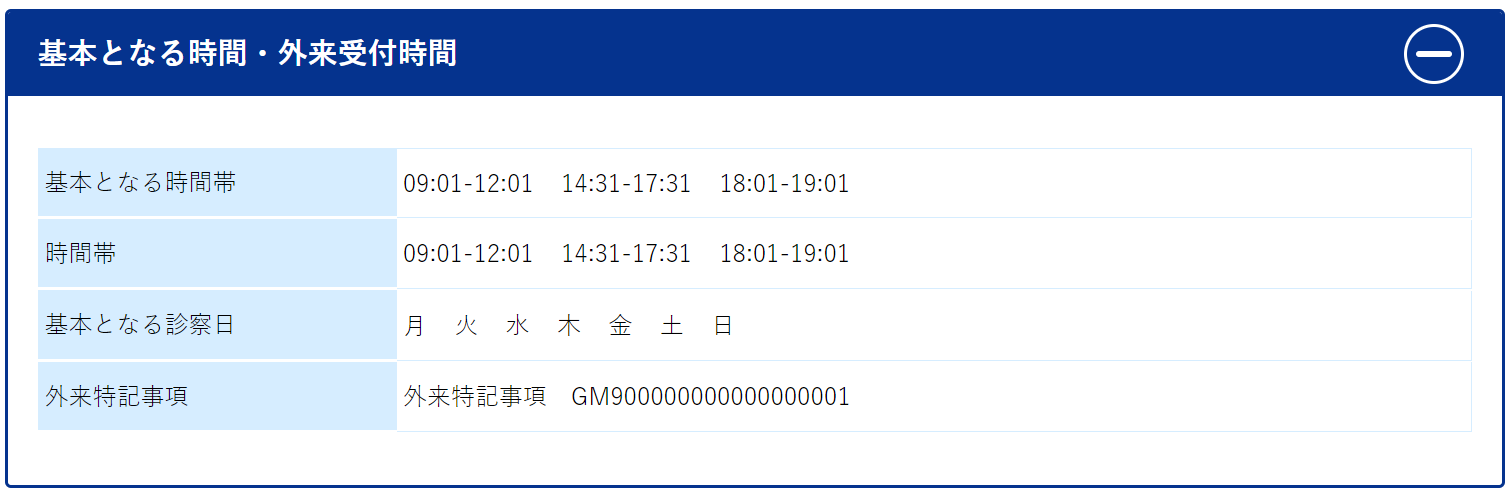 基本となる時間・外来受付時間
基本となる時間帯 09:01-12:01 14:31-17:31 18:01-19:01
時間帯 09:01-12:01 14:31-17:31 18:01-19:01
基本となる診察日 月 火 水 木 金 土 日
外来特記事項 外来特記事項 GM900000000000000001